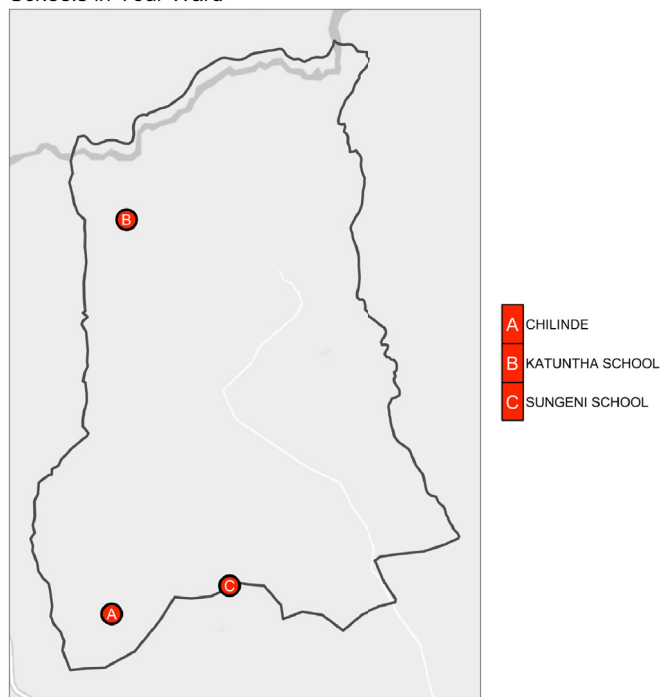 Schools in Your Ward
B
C
A
A CHILINDE
B KATUNTHA SCHOOL
C SUNGENI SCHOOL